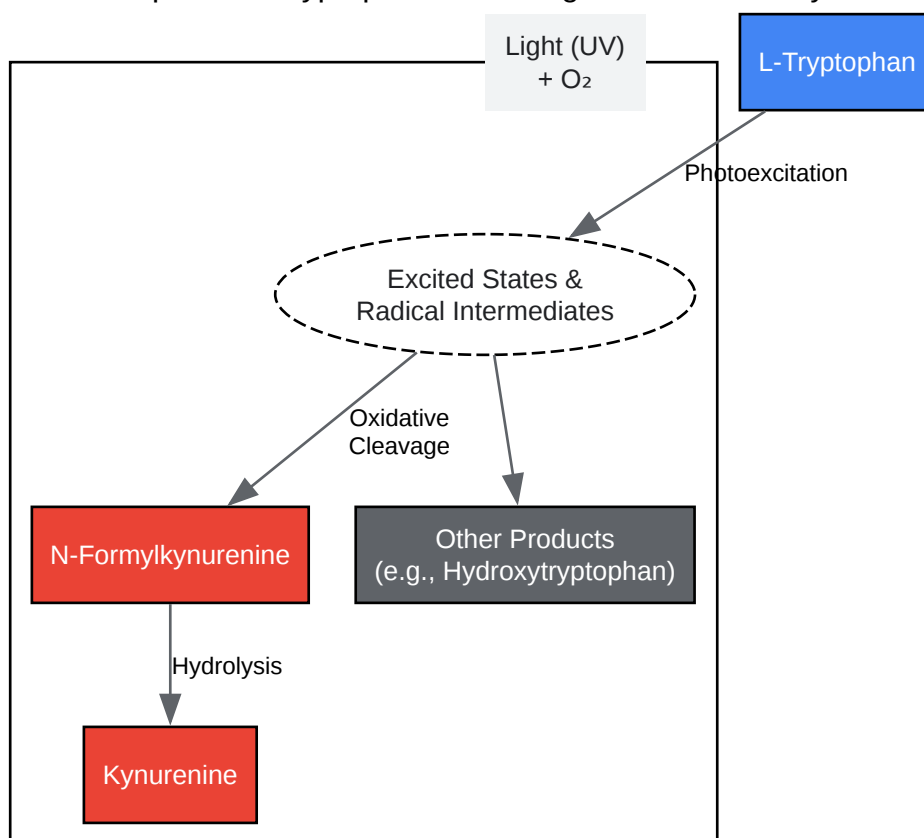 Light (UV)
+ O₂
L-Tryptophan
Photoexcitation
Excited States &
Radical Intermediates
Oxidative
Cleavage
N-Formylkynurenine
Other Products
(e.g., Hydroxytryptophan)
Hydrolysis
Kynurenine